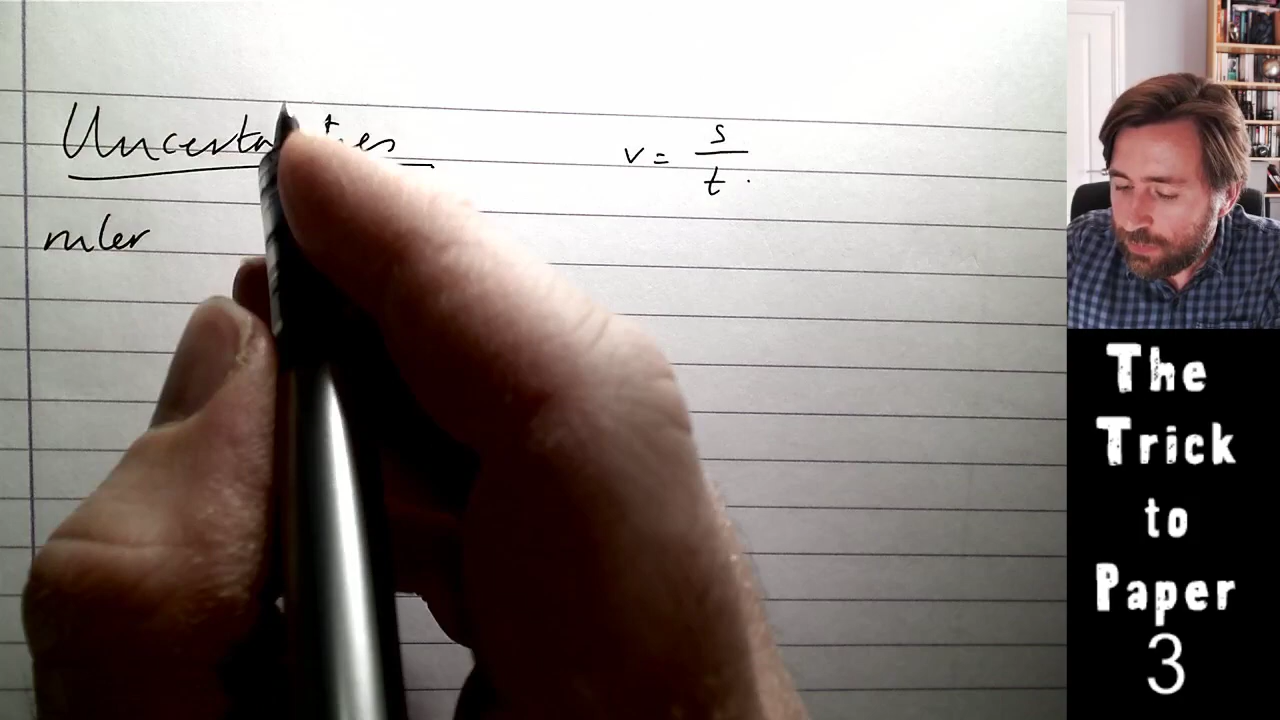 v = s/t.
ruler
The
Trick
to
Paper
3